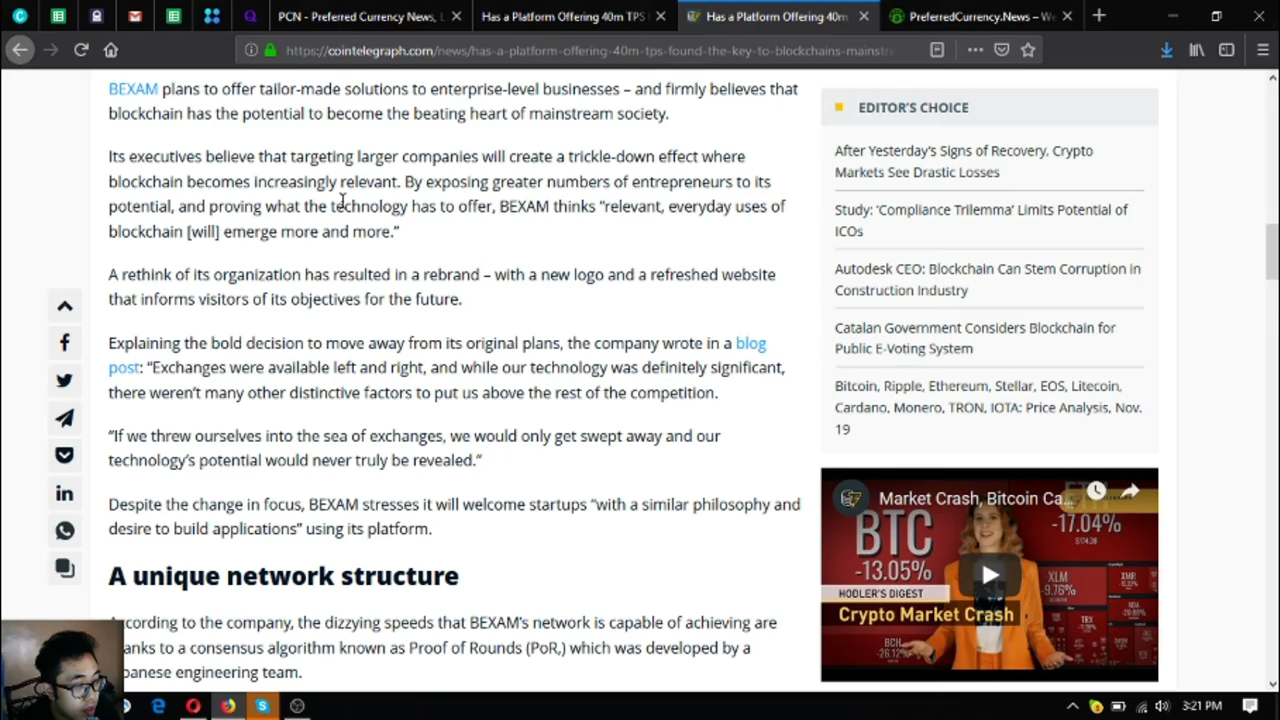 PCN - Preferred Currency News, L
Has a Platform Offering 40m TPS
Has a Platform Offering 40m
PreferredCurrency.News – We
https://cointelegraph.com/news/has-a-platform-offering-40m-tps-found-the-key-to-blockchains-mainstre
BEXAM plans to offer tailor-made solutions to enterprise-level businesses – and firmly believes that
blockchain has the potential to become the beating heart of mainstream society.
Its executives believe that targeting larger companies will create a trickle-down effect where
blockchain becomes increasingly relevant. By exposing greater numbers of entrepreneurs to its
potential, and proving what the technology has to offer, BEXAM thinks “relevant, everyday uses of
blockchain [will] emerge more and more.”
A rethink of its organization has resulted in a rebrand – with a new logo and a refreshed website
that informs visitors of its objectives for the future.
Explaining the bold decision to move away from its original plans, the company wrote in a blog
post: “Exchanges were available left and right, and while our technology was definitely significant,
there weren’t many other distinctive factors to put us above the rest of the competition.
“If we threw ourselves into the sea of exchanges, we would only get swept away and our
technology’s potential would never truly be revealed.”
Despite the change in focus, BEXAM stresses it will welcome startups “with a similar philosophy and
desire to build applications” using its platform.
A unique network structure
According to the company, the dizzying speeds that BEXAM’s network is capable of achieving are
hanks to a consensus algorithm known as Proof of Rounds (PoR,) which was developed by a
panese engineering team.
EDITOR’S CHOICE
After Yesterday’s Signs of Recovery, Crypto
Markets See Drastic Losses
Study: ‘Compliance Trilemma’ Limits Potential of
ICOs
Autodesk CEO: Blockchain Can Stem Corruption in
Construction Industry
Catalan Government Considers Blockchain for
Public E-Voting System
Bitcoin, Ripple, Ethereum, Stellar, EOS, Litecoin,
Cardano, Monero, TRON, IOTA: Price Analysis, Nov.
19
Market Crash, Bitcoin Ca...
BTC
-13.05%
ETH
-17.04%
XLM
-9.76%
XMR
BCH
-26.12%
TRX
HODLER’S DIGEST
Crypto Market Crash
3:21 PM